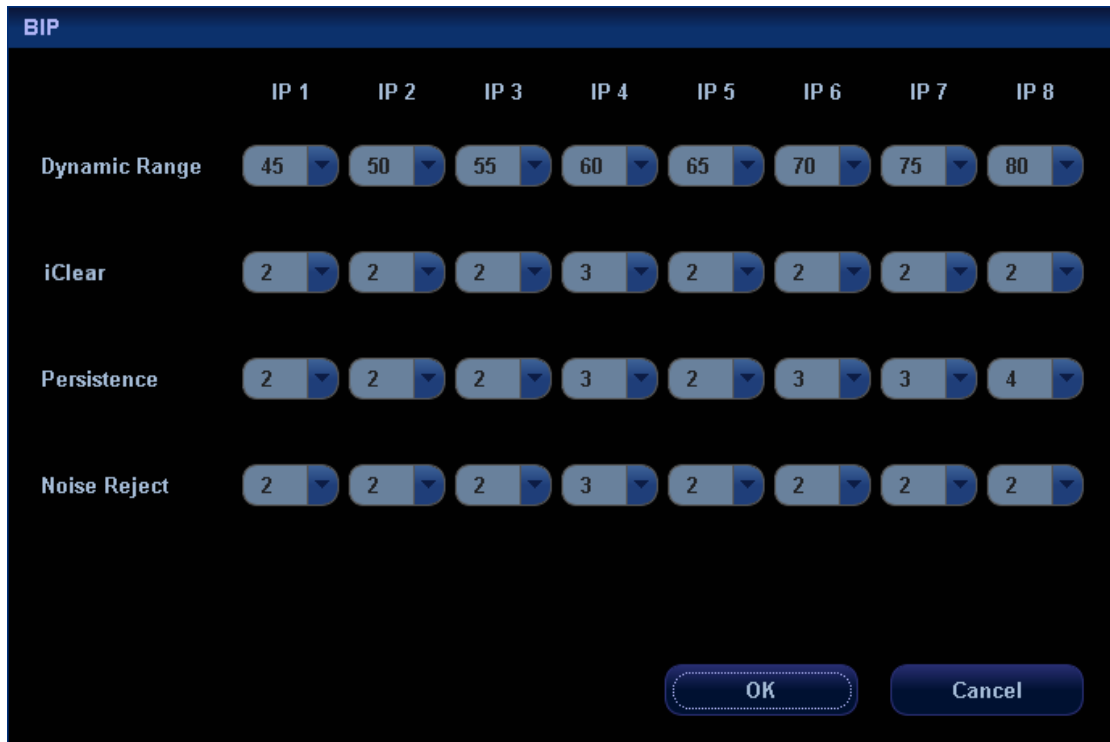 BIP
IP 1 IP 2 IP 3 IP 4 IP 5 IP 6 IP 7 IP 8
Dynamic Range 45 50 55 60 65 70 75 80
iClear 2 2 2 3 2 2 2 2
Persistence 2 2 2 3 2 3 3 4
Noise Reject 2 2 2 3 2 2 2 2
OK Cancel